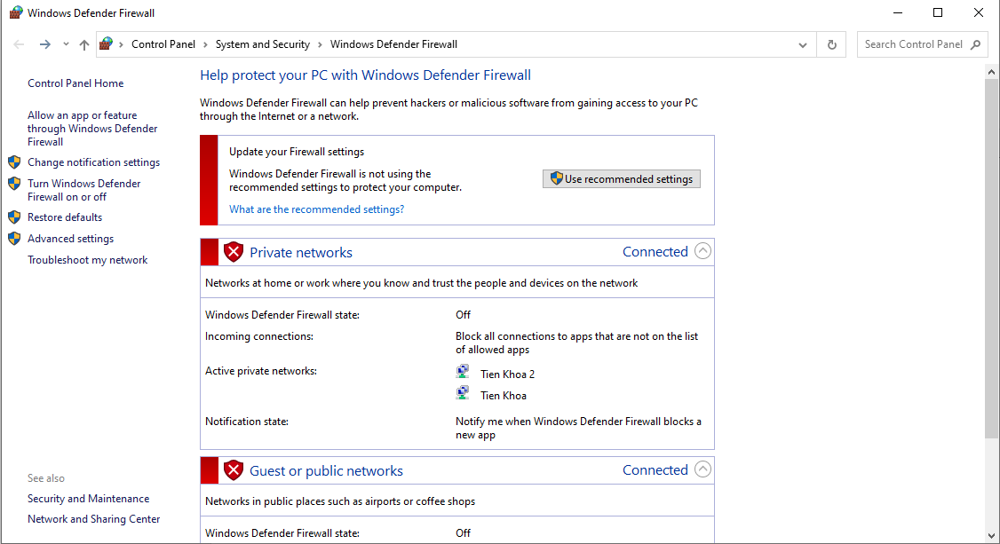 Windows Defender Firewall
Control Panel > System and Security > Windows Defender Firewall
Search Control Panel
Control Panel Home
Allow an app or feature
through Windows Defender
Firewall
Change notification settings
Turn Windows Defender
Firewall on or off
Restore defaults
Advanced settings
Troubleshoot my network
See also
Security and Maintenance
Network and Sharing Center
Help protect your PC with Windows Defender Firewall
Windows Defender Firewall can help prevent hackers or malicious software from gaining access to your PC
through the Internet or a network.
Update your Firewall settings
Windows Defender Firewall is not using the
recommended settings to protect your computer.
Use recommended settings
What are the recommended settings?
Private networks Connected
Networks at home or work where you know and trust the people and devices on the network
Windows Defender Firewall state: Off
Incoming connections: Block all connections to apps that are not on the list
of allowed apps
Active private networks: Tien Khoa 2
Tien Khoa
Notification state: Notify me when Windows Defender Firewall blocks a
new app
Guest or public networks Connected
Networks in public places such as airports or coffee shops
Windows Defender Firewall state: Off